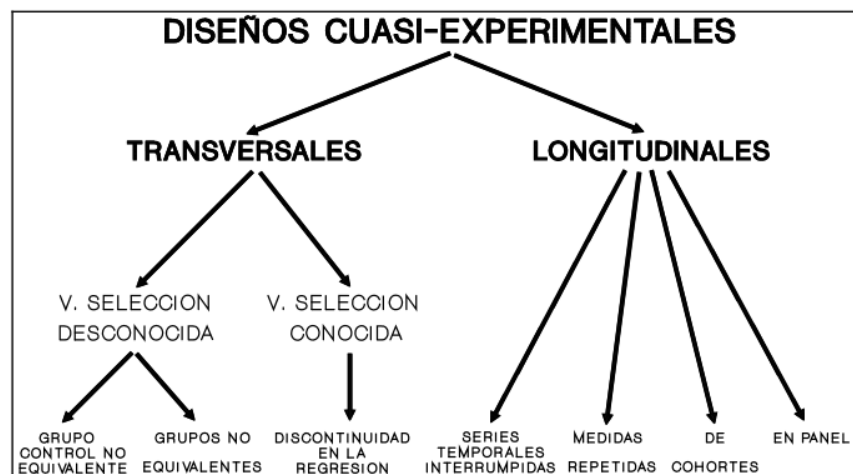 DISEÑOS CUASI-EXPERIMENTALES
TRANSVERSALES
LONGITUDINALES
V. SELECCION
DESCONOCIDA
V. SELECCION
CONOCIDA
GRUPO
CONTROL NO
EQUIVALENTE
GRUPOS NO
EQUIVALENTES
DISCONTINUIDAD
EN LA
REGRESION
SERIES
TEMPORALES
INTERRUMPIDAS
MEDIDAS
REPETIDAS
DE
COHORTES
EN PANEL